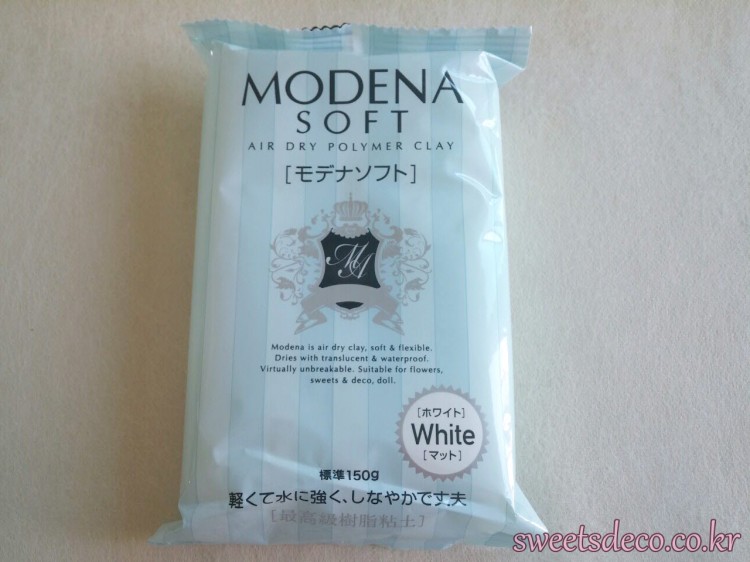 MODENA
SOFT
AIR DRY POLYMER CLAY
[モデナソフト]
MA
Modena is air dry clay, soft & flexible.
Dries with translucent & waterproof.
Virtually unbreakable. Suitable for flowers,
sweets & deco, doll.
[ホワイト]
White
[マット]
標準150g
軽くて水に強く、しなやかで丈夫
[最高級樹脂粘土]
sweetsdeco.co.kr